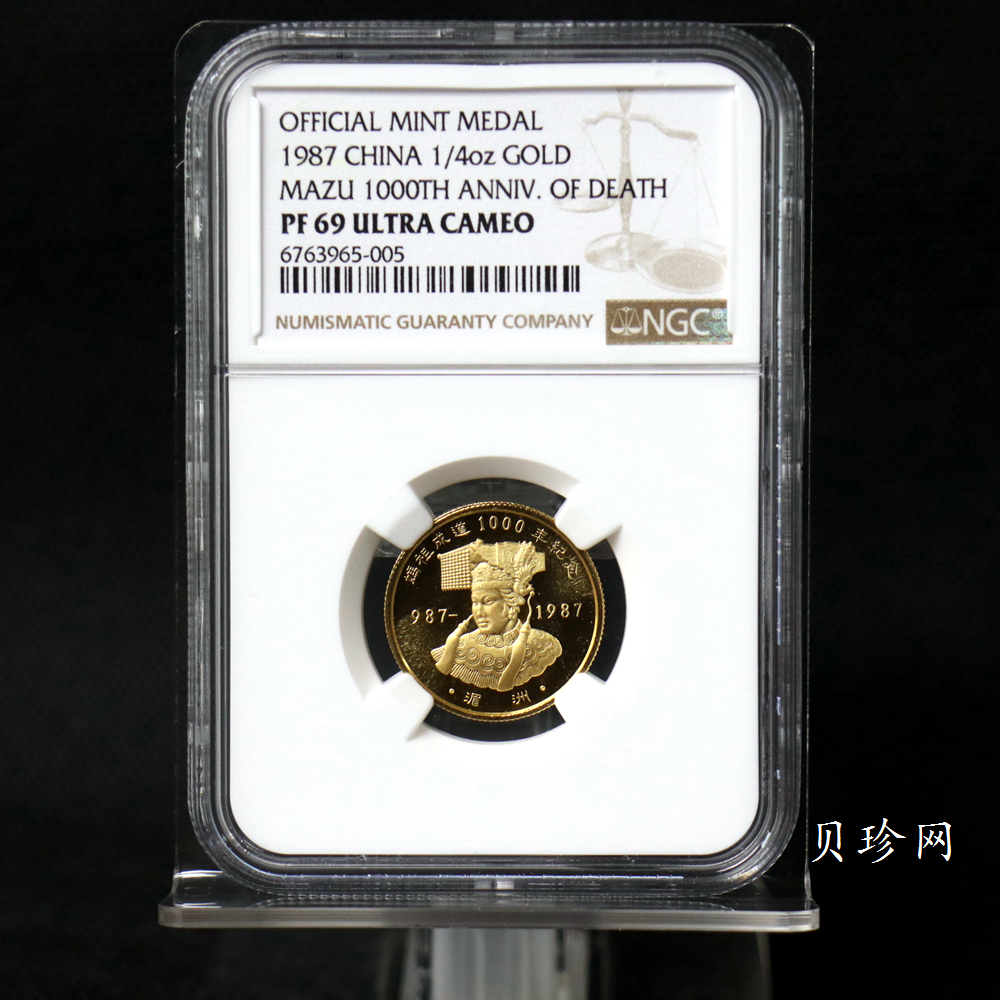 OFFICIAL MINT MEDAL
1987 CHINA 1/4oz GOLD
MAZU 1000TH ANNIV. OF DEATH
PF 69 ULTRA CAMEO
6763965-005
NUMISMATIC GUARANTY COMPANY
NGC
媽祖成道1000年纪念
987-1987
·湄洲·
贝珍网